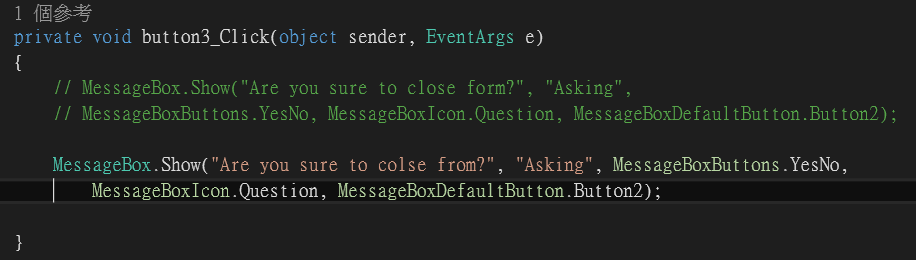 1 個參考
private void button3_Click(object sender, EventArgs e)
{
// MessageBox.Show("Are you sure to close form?", "Asking",
// MessageBoxButtons.YesNo, MessageBoxIcon.Question, MessageBoxDefaultButton.Button2);
MessageBox.Show("Are you sure to colse from?", "Asking", MessageBoxButtons.YesNo,
MessageBoxIcon.Question, MessageBoxDefaultButton.Button2);
}